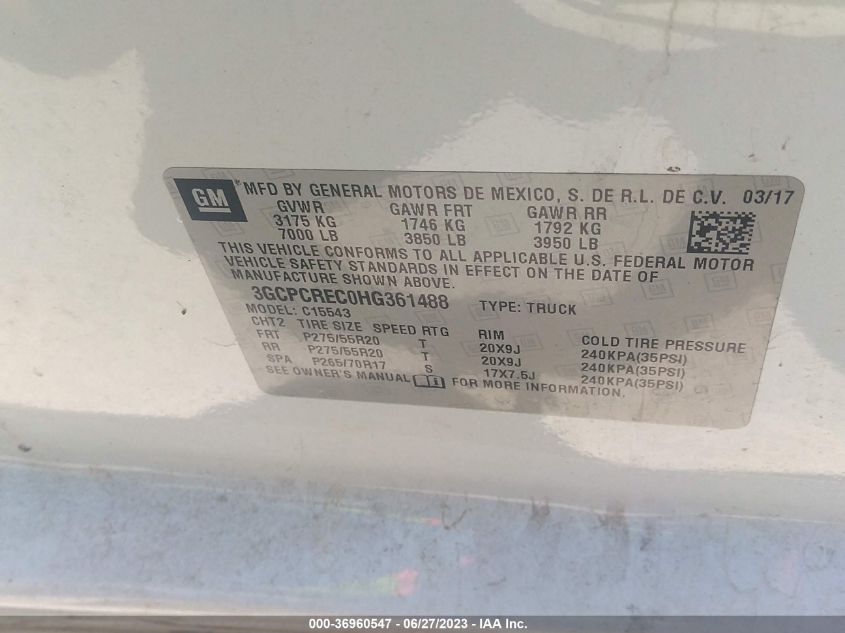 GM
MFD BY GENERAL MOTORS DE MEXICO, S. DE R.L. DE C.V. 03/17
GVWR GAWR FRT GAWR RR
3175 KG 1746 KG 1792 KG
7000 LB 3850 LB 3950 LB
THIS VEHICLE CONFORMS TO ALL APPLICABLE U.S. FEDERAL MOTOR
VEHICLE SAFETY STANDARDS IN EFFECT ON THE DATE OF
MANUFACTURE SHOWN ABOVE.
3GCPCREC0HG361488 TYPE: TRUCK
MODEL: C15543
CHT2 TIRE SIZE SPEED RTG RIM COLD TIRE PRESSURE
FRT P275/55R20 T 20X9J 240KPA(35PSI)
RR P275/55R20 T 20X9J 240KPA(35PSI)
SPA P265/70R17 S 17X7.5J 240KPA(35PSI)
SEE OWNER'S MANUAL FOR MORE INFORMATION.
000-36960547 - 06/27/2023 - IAA Inc.